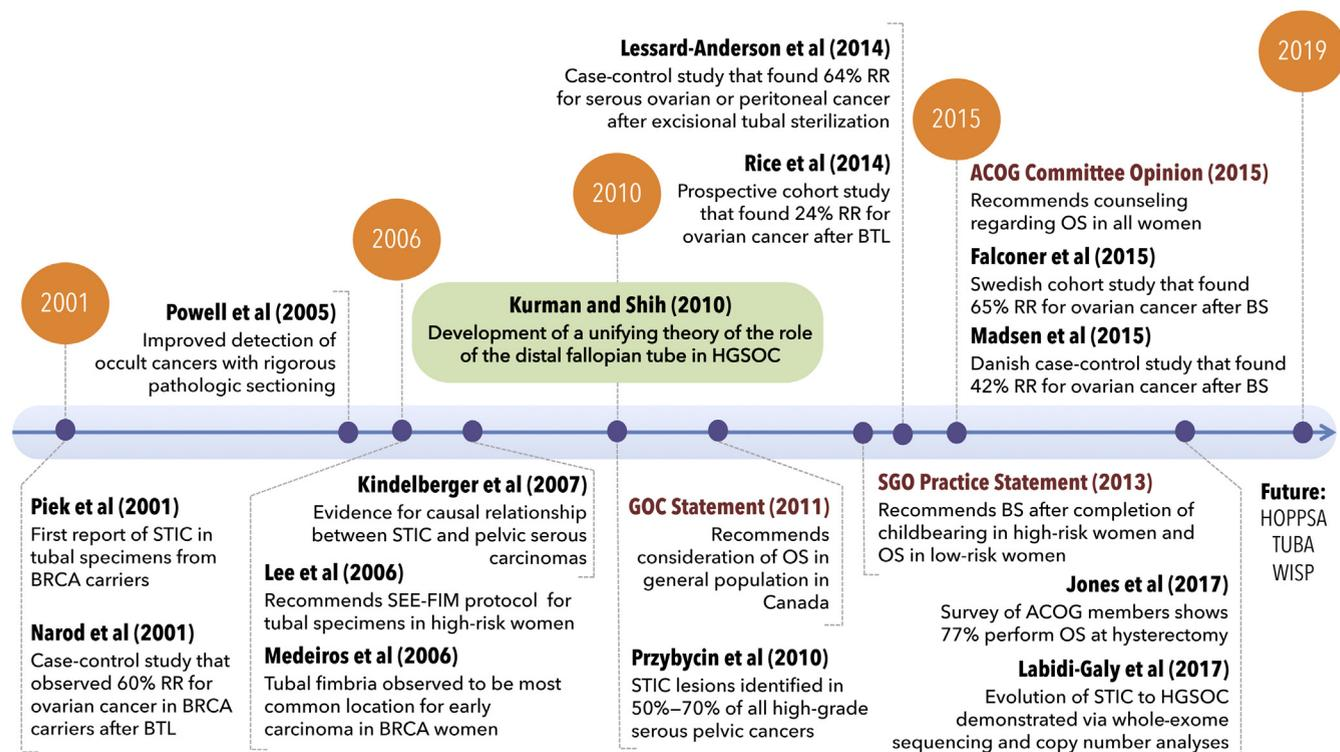 2001
Powell et al (2005)
Improved detection of
occult cancers with rigorous
pathologic sectioning
2006
2010
Kurman and Shih (2010)
Development of a unifying theory of the role
of the distal fallopian tube in HGSOC
Lessard-Anderson et al (2014)
Case-control study that found 64% RR
for serous ovarian or peritoneal cancer
after excisional tubal sterilization
Rice et al (2014)
Prospective cohort study
that found 24% RR for
ovarian cancer after BTL
2015
ACOG Committee Opinion (2015)
Recommends counseling
regarding OS in all women
Falconer et al (2015)
Swedish cohort study that found
65% RR for ovarian cancer after BS
Madsen et al (2015)
Danish case-control study that found
42% RR for ovarian cancer after BS
2019
Piek et al (2001)
First report of STIC in
tubal specimens from
BRCA carriers
Narod et al (2001)
Case-control study that
observed 60% RR for
ovarian cancer in BRCA
carriers after BTL
Kindelberger et al (2007)
Evidence for causal relationship
between STIC and pelvic serous
carcinomas
Lee et al (2006)
Recommends SEE-FIM protocol for
tubal specimens in high-risk women
Medeiros et al (2006)
Tubal fimbria observed to be most
common location for early
carcinoma in BRCA women
GOC Statement (2011)
Recommends
consideration of OS in
general population in
Canada
Przybycin et al (2010)
STIC lesions identified in
50%–70% of all high-grade
serous pelvic cancers
SGO Practice Statement (2013)
Recommends BS after completion of
childbearing in high-risk women and
OS in low-risk women
Jones et al (2017)
Survey of ACOG members shows
77% perform OS at hysterectomy
Labidi-Galy et al (2017)
Evolution of STIC to HGSOC
demonstrated via whole-exome
sequencing and copy number analyses
Future:
HOPPSA
TUBA
WISP